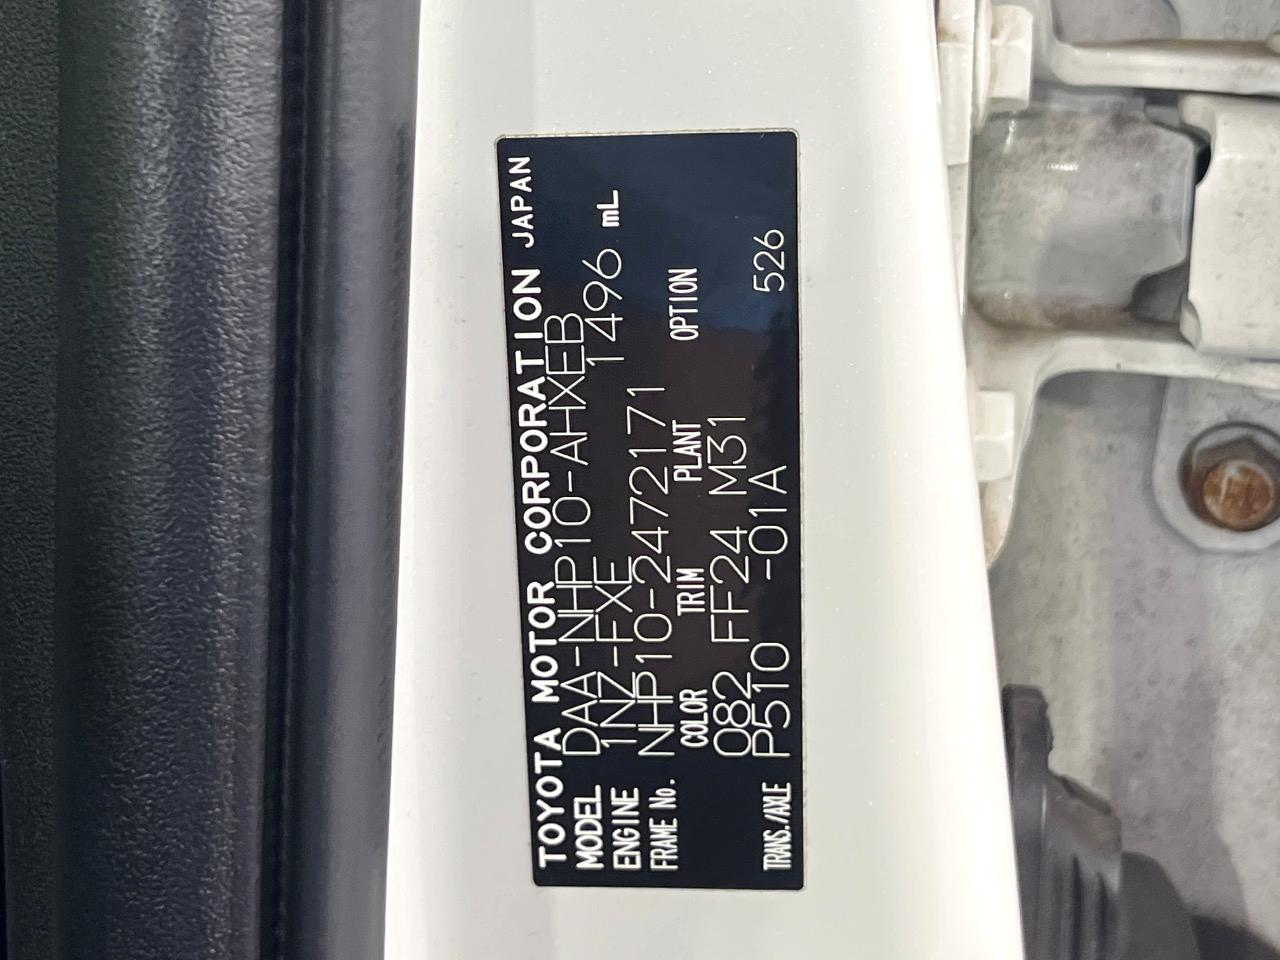 TOYOTA MOTOR CORPORATION JAPAN
MODEL DAA-NHP10-AHXEB
ENGINE 1NZ-FXE 1496 mL
FRAME No. NHP10-2472171
COLOR TRIM PLANT OPTION
082 FF24 M31
TRANS./AXLE P510 -01A 526